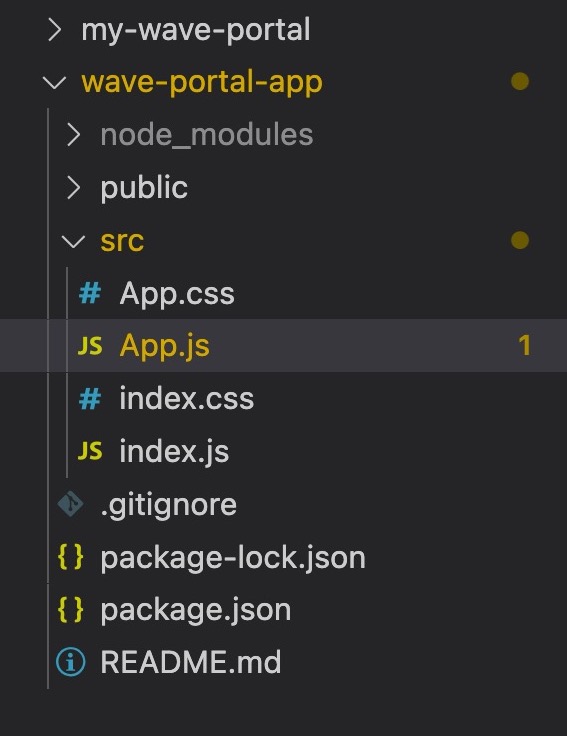 my-wave-portal
wave-portal-app
node_modules
public
src
# App.css
JS App.js 1
# index.css
JS index.js
.gitignore
{} package-lock.json
{} package.json
README.md